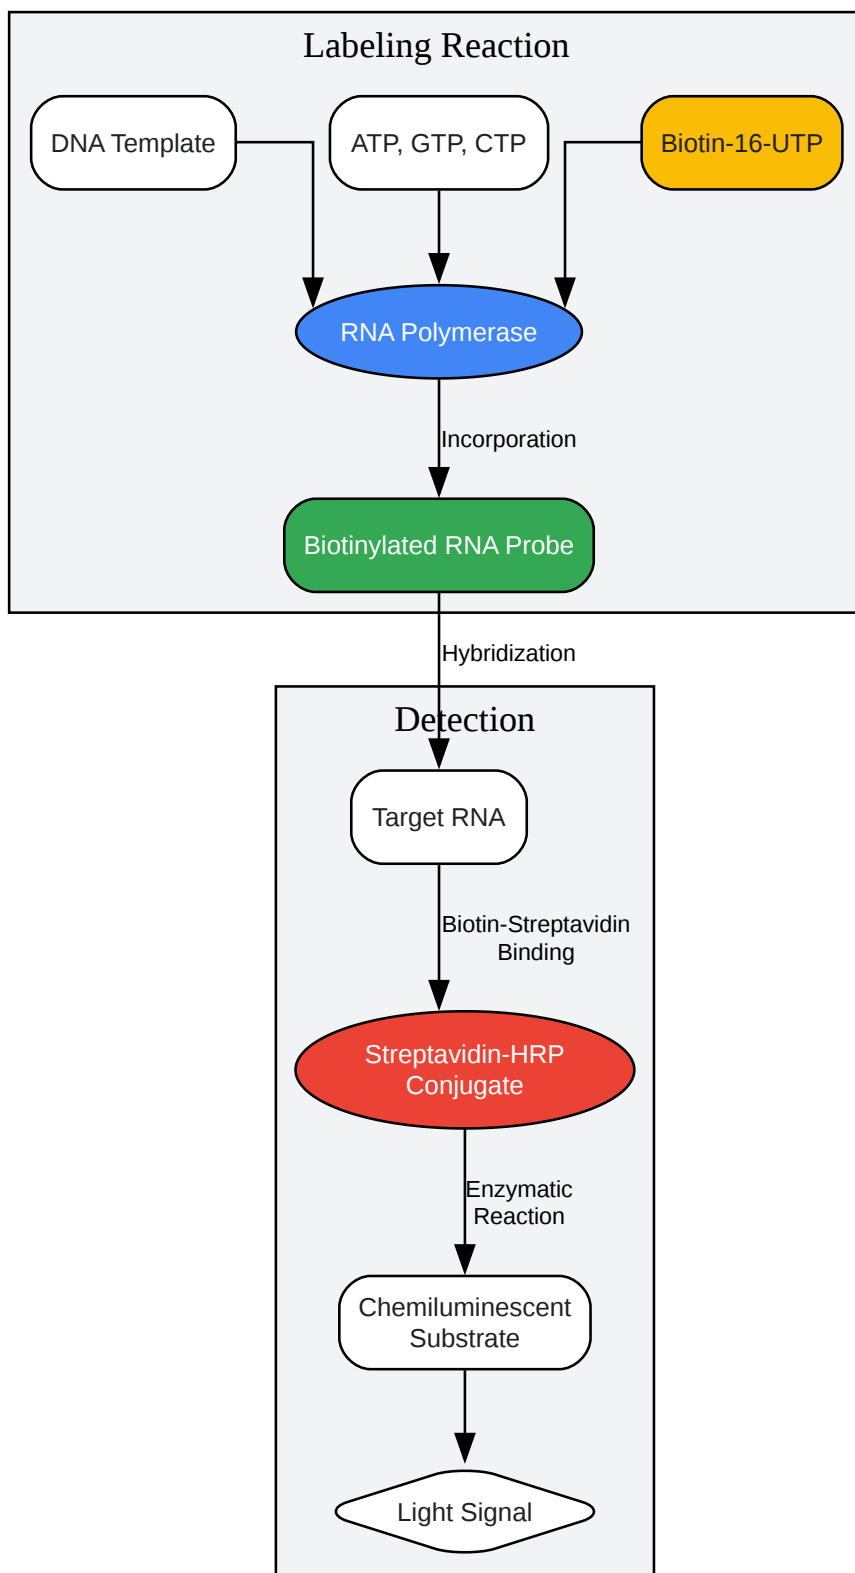 Labeling Reaction
DNA Template
ATP, GTP, CTP
Biotin-16-UTP
RNA Polymerase
Incorporation
Biotinylated RNA Probe
Hybridization
Detection
Target RNA
Biotin-Streptavidin
Binding
Streptavidin-HRP
Conjugate
Enzymatic
Reaction
Chemiluminescent
Substrate
Light Signal